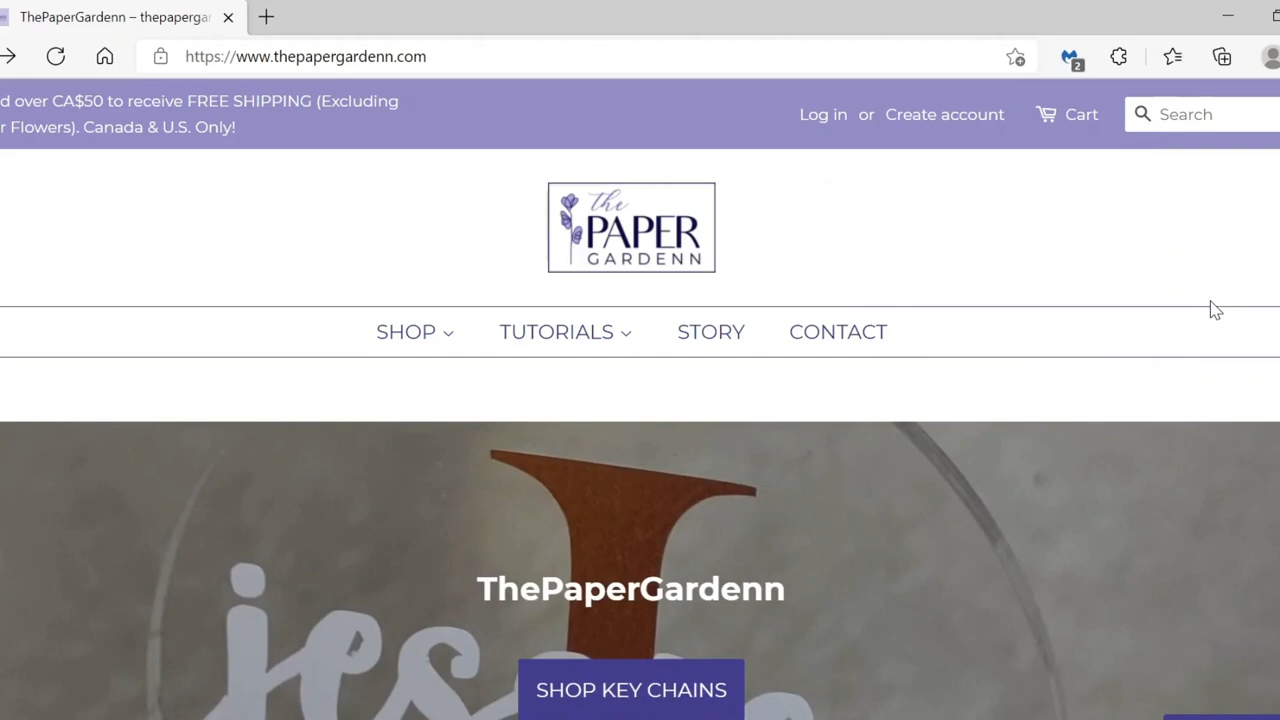 ThePaperGardenn – thepapergar
https://www.thepapergardenn.com
2
d over CA$50 to receive FREE SHIPPING (Excluding
r Flowers). Canada & U.S. Only!
Log in or Create account
Cart
Search
the
PAPER
GARDENN
SHOP
TUTORIALS
STORY
CONTACT
J
ThePaperGardenn
SHOP KEY CHAINS